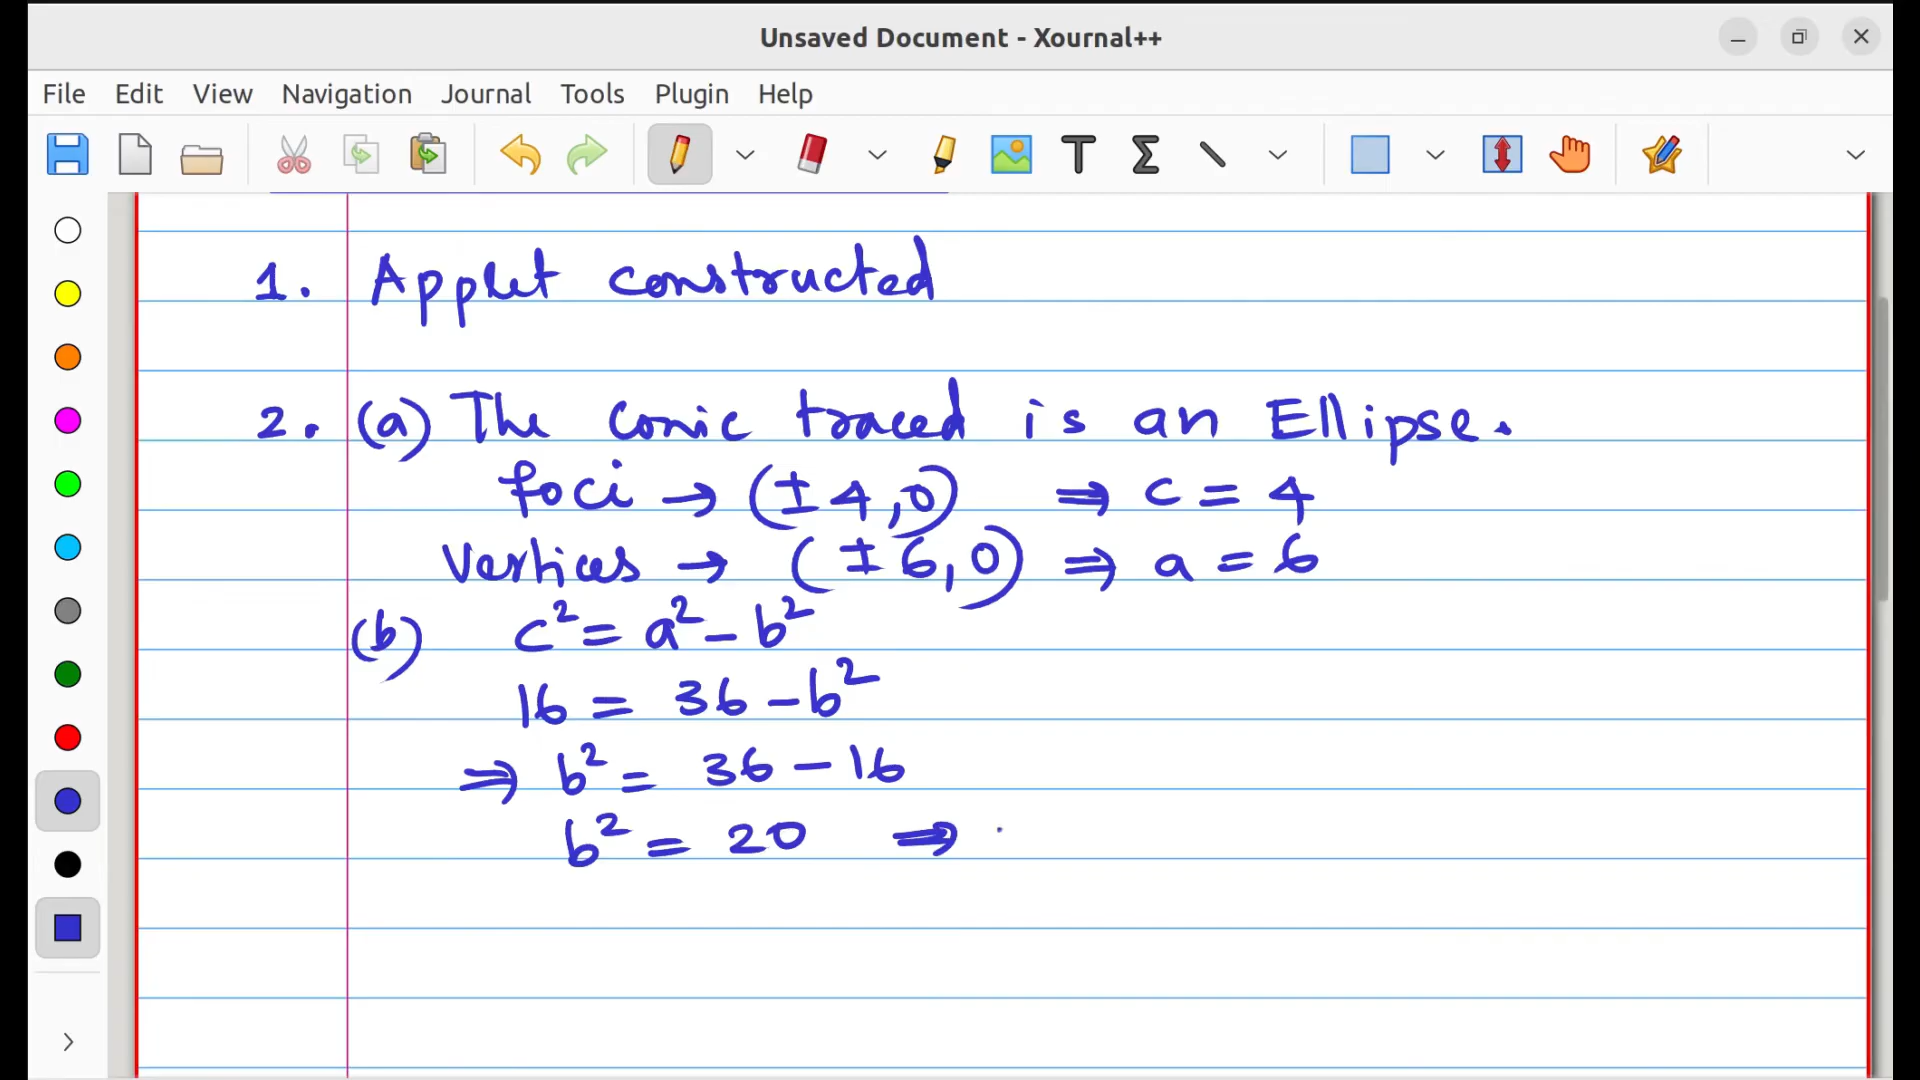 Unsaved Document - Xournal++
File Edit View Navigation Journal Tools Plugin Help
1. Applet constructed
2. (a) The conic traced is an Ellipse.
foci → (±4,0) ⇒ c = 4
Vertices → (±6,0) ⇒ a = 6
(b) c² = a² - b²
16 = 36 - b²
⇒ b² = 36 - 16
b² = 20 ⇒